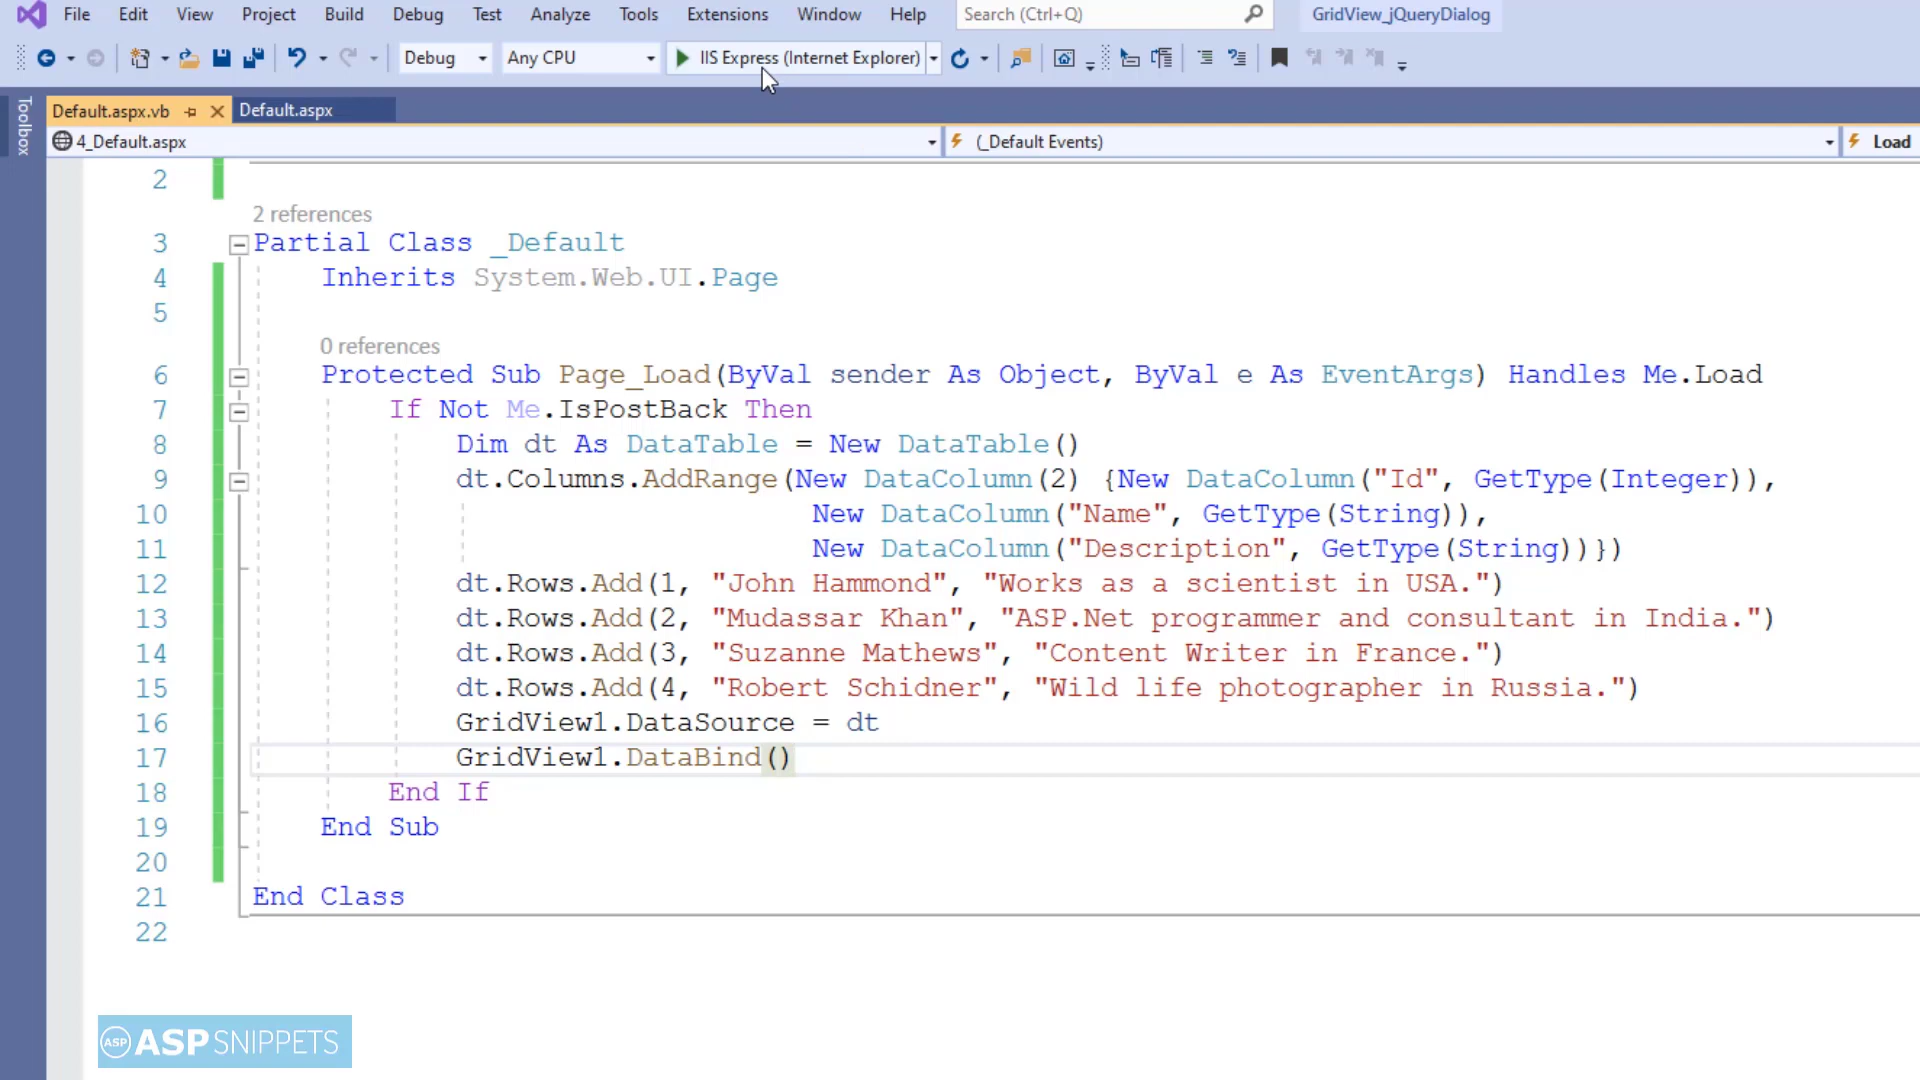 File Edit View Project Build Debug Test Analyze Tools Extensions Window Help Search (Ctrl+Q) GridView_jQueryDialog
Debug Any CPU IIS Express (Internet Explorer)
Toolbox
Default.aspx.vb Default.aspx
4_Default.aspx (_Default Events) Load
2
2 references
3 Partial Class _Default
4 Inherits System.Web.UI.Page
5
0 references
6 Protected Sub Page_Load(ByVal sender As Object, ByVal e As EventArgs) Handles Me.Load
7 If Not Me.IsPostBack Then
8 Dim dt As DataTable = New DataTable()
9 dt.Columns.AddRange(New DataColumn(2) {New DataColumn("Id", GetType(Integer)),
10 New DataColumn("Name", GetType(String)),
11 New DataColumn("Description", GetType(String))})
12 dt.Rows.Add(1, "John Hammond", "Works as a scientist in USA.")
13 dt.Rows.Add(2, "Mudassar Khan", "ASP.Net programmer and consultant in India.")
14 dt.Rows.Add(3, "Suzanne Mathews", "Content Writer in France.")
15 dt.Rows.Add(4, "Robert Schidner", "Wild life photographer in Russia.")
16 GridView1.DataSource = dt
17 GridView1.DataBind()
18 End If
19 End Sub
20
21 End Class
22
ASP ASPSNIPPETS